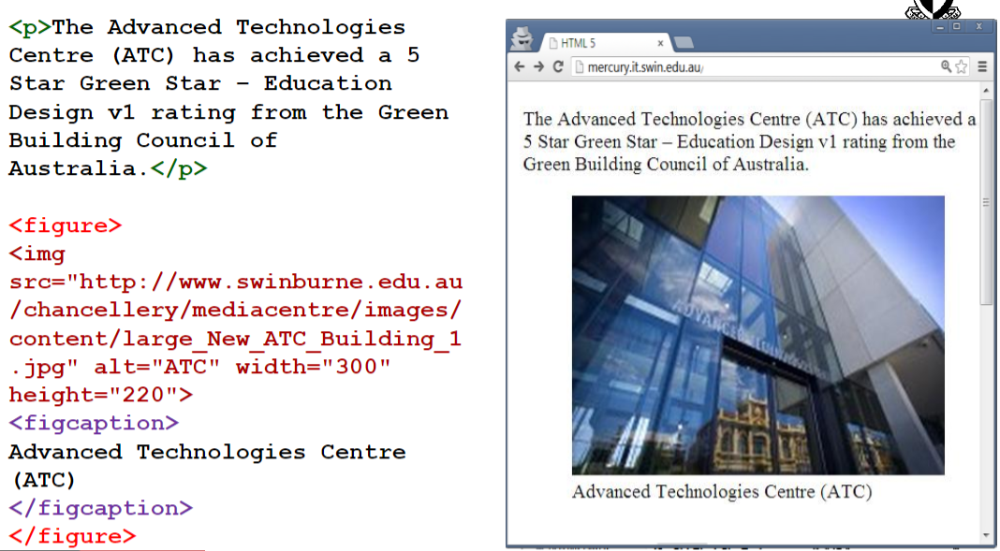 <p>The Advanced Technologies
Centre (ATC) has achieved a 5
Star Green Star – Education
Design v1 rating from the Green
Building Council of
Australia.</p>
<figure>
<img
src="http://www.swinburne.edu.au
/chancellery/mediacentre/images/
content/large_New_ATC_Building_1
.jpg" alt="ATC" width="300"
height="220">
<figcaption>
Advanced Technologies Centre
(ATC)
</figcaption>
</figure>
HTML 5
mercury.it.swin.edu.au/
The Advanced Technologies Centre (ATC) has achieved a
5 Star Green Star – Education Design v1 rating from the
Green Building Council of Australia.
Advanced Technologies Centre (ATC)